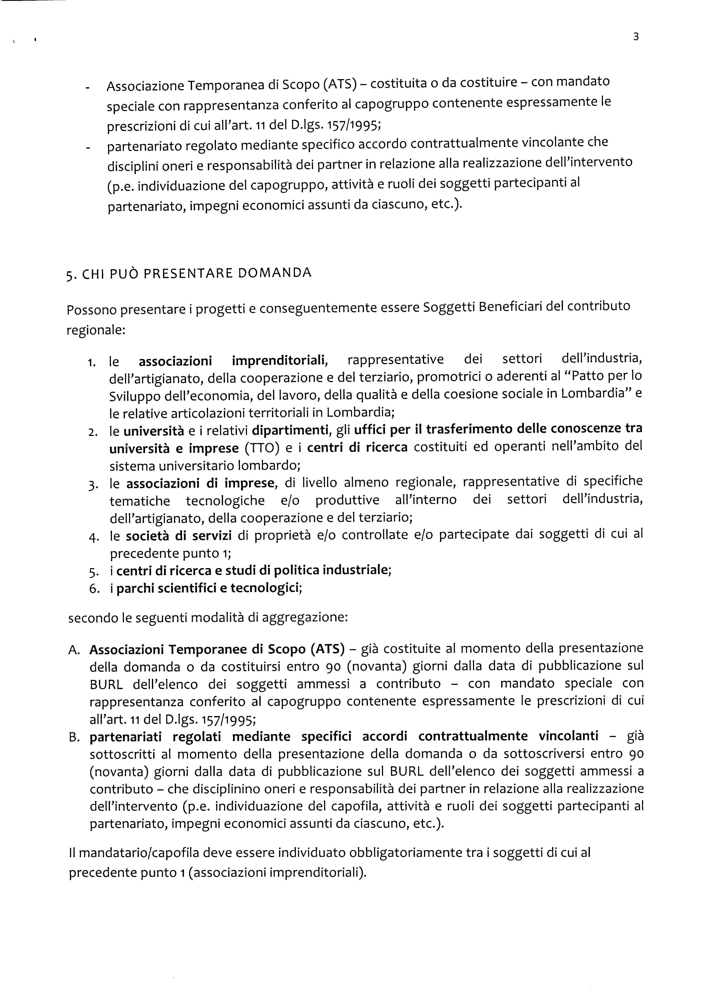 3
- Associazione Temporanea di Scopo (ATS) – costituita o da costituire – con mandato
speciale con rappresentanza conferito al capogruppo contenente espressamente le
prescrizioni di cui all'art. 11 del D.lgs. 157/1995;
- partenariato regolato mediante specifico accordo contrattualmente vincolante che
disciplini oneri e responsabilità dei partner in relazione alla realizzazione dell'intervento
(p.e. individuazione del capogruppo, attività e ruoli dei soggetti partecipanti al
partenariato, impegni economici assunti da ciascuno, etc.).
5. CHI PUÒ PRESENTARE DOMANDA
Possono presentare i progetti e conseguentemente essere Soggetti Beneficiari del contributo
regionale:
1. le associazioni imprenditoriali, rappresentative dei settori dell'industria,
dell'artigianato, della cooperazione e del terziario, promotrici o aderenti al "Patto per lo
Sviluppo dell'economia, del lavoro, della qualità e della coesione sociale in Lombardia" e
le relative articolazioni territoriali in Lombardia;
2. le università e i relativi dipartimenti, gli uffici per il trasferimento delle conoscenze tra
università e imprese (TTO) e i centri di ricerca costituiti ed operanti nell'ambito del
sistema universitario lombardo;
3. le associazioni di imprese, di livello almeno regionale, rappresentative di specifiche
tematiche tecnologiche e/o produttive all'interno dei settori dell'industria,
dell'artigianato, della cooperazione e del terziario;
4. le società di servizi di proprietà e/o controllate e/o partecipate dai soggetti di cui al
precedente punto 1;
5. i centri di ricerca e studi di politica industriale;
6. i parchi scientifici e tecnologici;
secondo le seguenti modalità di aggregazione:
A. Associazioni Temporanee di Scopo (ATS) – già costituite al momento della presentazione
della domanda o da costituirsi entro 90 (novanta) giorni dalla data di pubblicazione sul
BURL dell'elenco dei soggetti ammessi a contributo – con mandato speciale con
rappresentanza conferito al capogruppo contenente espressamente le prescrizioni di cui
all'art. 11 del D.lgs. 157/1995;
B. partenariati regolati mediante specifici accordi contrattualmente vincolanti – già
sottoscritti al momento della presentazione della domanda o da sottoscriversi entro 90
(novanta) giorni dalla data di pubblicazione sul BURL dell'elenco dei soggetti ammessi a
contributo – che disciplinino oneri e responsabilità dei partner in relazione alla realizzazione
dell'intervento (p.e. individuazione del capofila, attività e ruoli dei soggetti partecipanti al
partenariato, impegni economici assunti da ciascuno, etc.).
Il mandatario/capofila deve essere individuato obbligatoriamente tra i soggetti di cui al
precedente punto 1 (associazioni imprenditoriali).